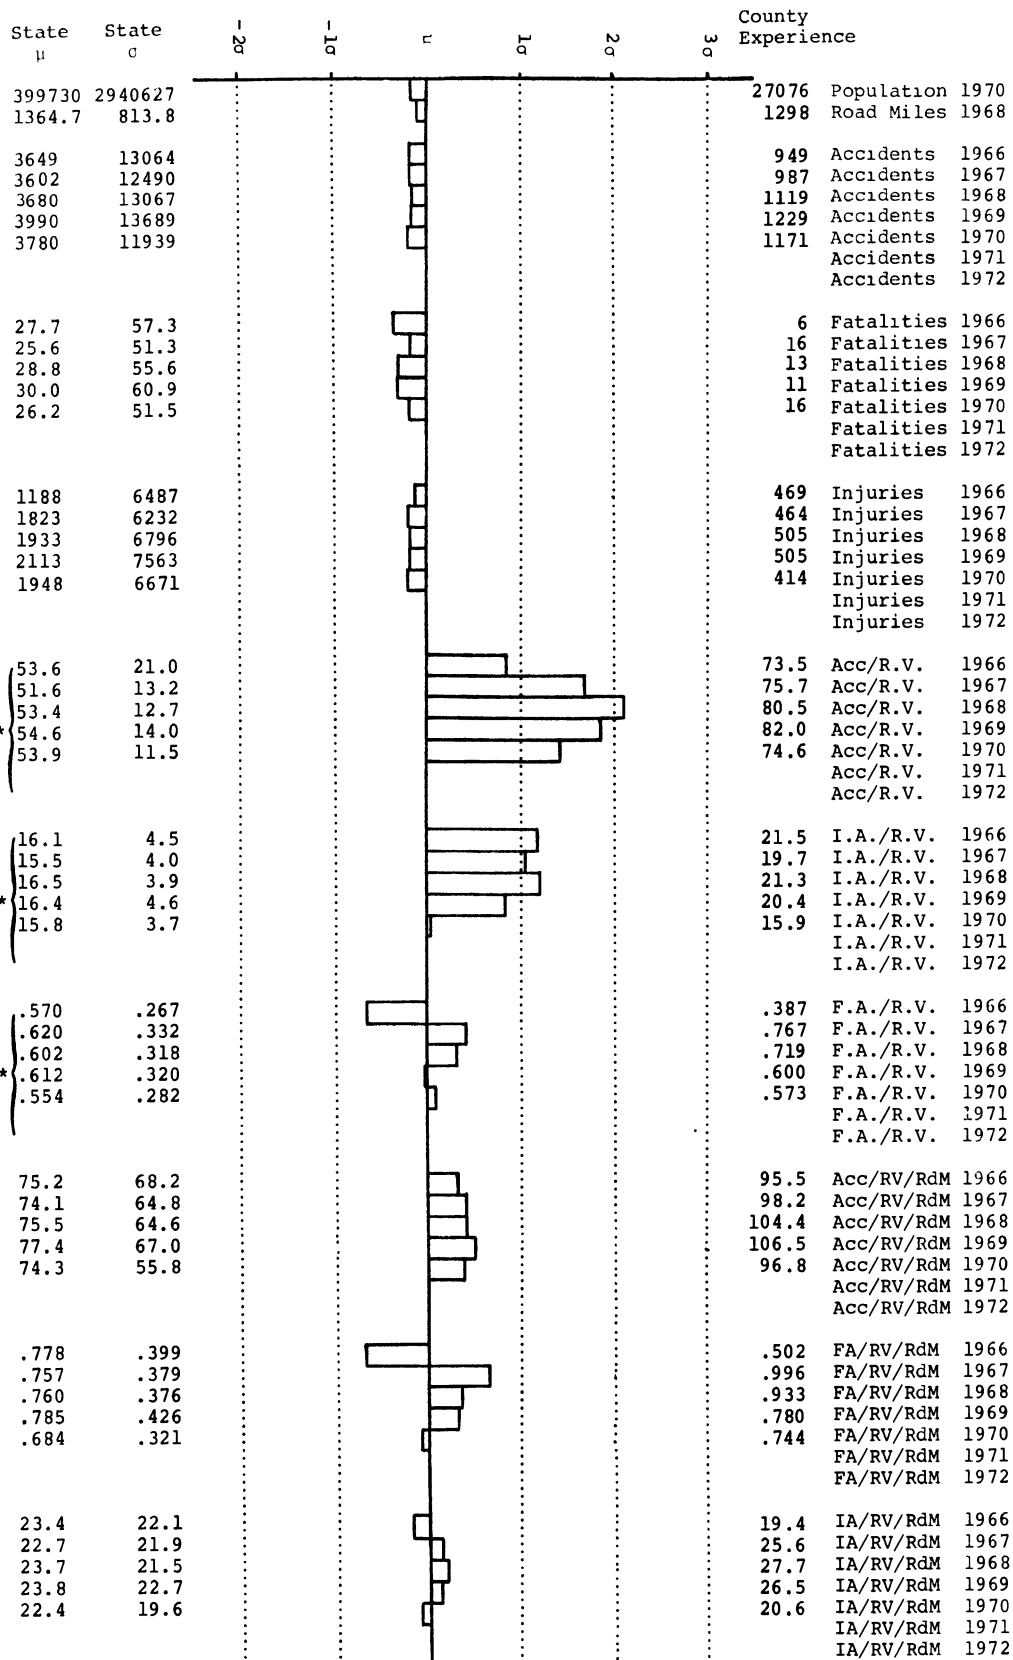 State μ State σ -2σ -1σ μ 1σ 2σ 3σ County Experience
399730 2940627 27076 Population 1970
1364.7 813.8 1298 Road Miles 1968
3649 13064 949 Accidents 1966
3602 12490 987 Accidents 1967
3680 13067 1119 Accidents 1968
3990 13689 1229 Accidents 1969
3780 11939 1171 Accidents 1970
Accidents 1971
Accidents 1972
27.7 57.3 6 Fatalities 1966
25.6 51.3 16 Fatalities 1967
28.8 55.6 13 Fatalities 1968
30.0 60.9 11 Fatalities 1969
26.2 51.5 16 Fatalities 1970
Fatalities 1971
Fatalities 1972
1188 6487 469 Injuries 1966
1823 6232 464 Injuries 1967
1933 6796 505 Injuries 1968
2113 7563 505 Injuries 1969
1948 6671 414 Injuries 1970
Injuries 1971
Injuries 1972
53.6 21.0 73.5 Acc/R.V. 1966
51.6 13.2 75.7 Acc/R.V. 1967
53.4 12.7 80.5 Acc/R.V. 1968
* 54.6 14.0 82.0 Acc/R.V. 1969
53.9 11.5 74.6 Acc/R.V. 1970
Acc/R.V. 1971
Acc/R.V. 1972
16.1 4.5 21.5 I.A./R.V. 1966
15.5 4.0 19.7 I.A./R.V. 1967
16.5 3.9 21.3 I.A./R.V. 1968
* 16.4 4.6 20.4 I.A./R.V. 1969
15.8 3.7 15.9 I.A./R.V. 1970
I.A./R.V. 1971
I.A./R.V. 1972
.570 .267 .387 F.A./R.V. 1966
.620 .332 .767 F.A./R.V. 1967
.602 .318 .719 F.A./R.V. 1968
* .612 .320 .600 F.A./R.V. 1969
.554 .282 .573 F.A./R.V. 1970
F.A./R.V. 1971
F.A./R.V. 1972
75.2 68.2 95.5 Acc/RV/RdM 1966
74.1 64.8 98.2 Acc/RV/RdM 1967
75.5 64.6 104.4 Acc/RV/RdM 1968
77.4 67.0 106.5 Acc/RV/RdM 1969
74.3 55.8 96.8 Acc/RV/RdM 1970
Acc/RV/RdM 1971
Acc/RV/RdM 1972
.778 .399 .502 FA/RV/RdM 1966
.757 .379 .996 FA/RV/RdM 1967
.760 .376 .933 FA/RV/RdM 1968
.785 .426 .780 FA/RV/RdM 1969
.684 .321 .744 FA/RV/RdM 1970
FA/RV/RdM 1971
FA/RV/RdM 1972
23.4 22.1 19.4 IA/RV/RdM 1966
22.7 21.9 25.6 IA/RV/RdM 1967
23.7 21.5 27.7 IA/RV/RdM 1968
23.8 22.7 26.5 IA/RV/RdM 1969
22.4 19.6 20.6 IA/RV/RdM 1970
IA/RV/RdM 1971
IA/RV/RdM 1972